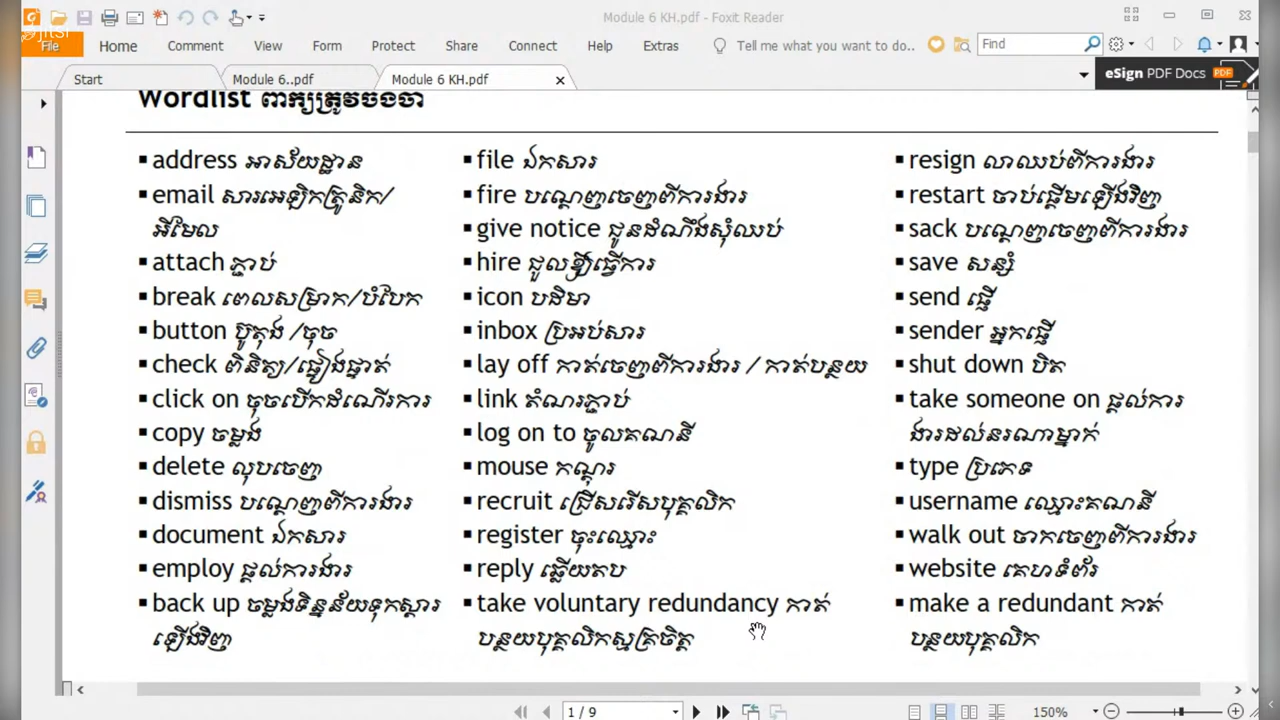 Module 6 KH.pdf - Foxit Reader
jitsi
File Home Comment View Form Protect Share Connect Help Extras Tell me what you want to do.. Find
Start Module 6..pdf Module 6 KH.pdf eSign PDF Docs PDF
Wordlist ពាក្យត្រូវចងចាំ
▪address អាស័យដ្ឋាន
▪email សារអេឡិកត្រូនិក/
អីមែល
▪attach ភ្ជាប់
▪break ពេលសម្រាក/បំបែក
▪button ប៊ូតុង /ចុច
▪check ពិនិត្យ/ផ្ទៀងផ្ទាត់
▪click on ចុចបើកដំណើរការ
▪copy ចម្លង
▪delete លុបចេញ
▪dismiss បណ្តេញពីការងារ
▪document ឯកសារ
▪employ ផ្តល់ការងារ
▪back up ចម្លងទិន្នន័យទុកស្តារ
ឡើងវិញ
▪file ឯកសារ
▪fire បណ្តេញចេញពីការងារ
▪give notice ជូនដំណឹងសុំឈប់
▪hire ជួលឱ្យធ្វើការ
▪icon បដិមា
▪inbox ប្រអប់សារ
▪lay off កាត់ចេញពីការងារ / កាត់បន្ថយ
▪link តំណរភ្ជាប់
▪log on to ចូលគណនី
▪mouse កណ្តុរ
▪recruit ជ្រើសរើសបុគ្គលិក
▪register ចុះឈ្មោះ
▪reply ឆ្លើយតប
▪take voluntary redundancy កាត់
បន្ថយបុគ្គលិកស្មគ្រចិត្ត
▪resign លាឈប់ពីការងារ
▪restart ចាប់ផ្តើមឡើងវិញ
▪sack បណ្តេញចេញពីការងារ
▪save សន្សំ
▪send ផ្ញើ
▪sender អ្នកផ្ញើ
▪shut down បិត
▪take someone on ផ្តល់ការ
ងារដល់នរណាម្នាក់
▪type ប្រភេទ
▪username ឈ្មោះគណនី
▪walk out ចាកចេញពីការងារ
▪website គេហទំព័រ
▪make a redundant កាត់
បន្ថយបុគ្គលិក
1 / 9 150%